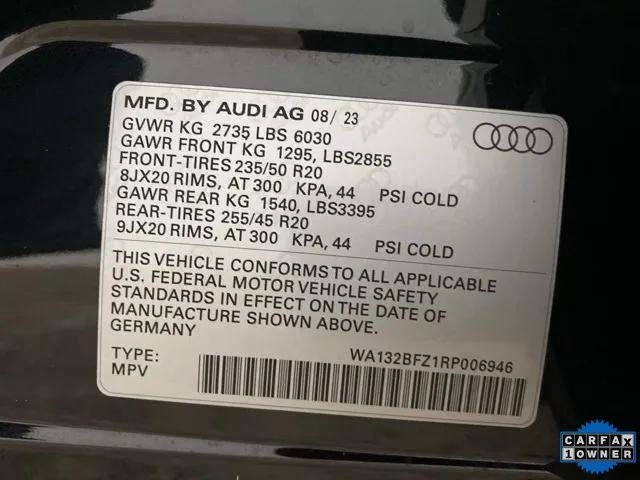 MFD. BY AUDI AG 08/ 23
GVWR KG 2735 LBS 6030
GAWR FRONT KG 1295, LBS2855
FRONT-TIRES 235/50 R20
8JX20 RIMS, AT 300 KPA, 44 PSI COLD
GAWR REAR KG 1540, LBS3395
REAR-TIRES 255/45 R20
9JX20 RIMS, AT 300 KPA, 44 PSI COLD
THIS VEHICLE CONFORMS TO ALL APPLICABLE
U.S. FEDERAL MOTOR VEHICLE SAFETY
STANDARDS IN EFFECT ON THE DATE OF
MANUFACTURE SHOWN ABOVE.
GERMANY
TYPE: WA132BFZ1RP006946
MPV
CARFAX
1 OWNER